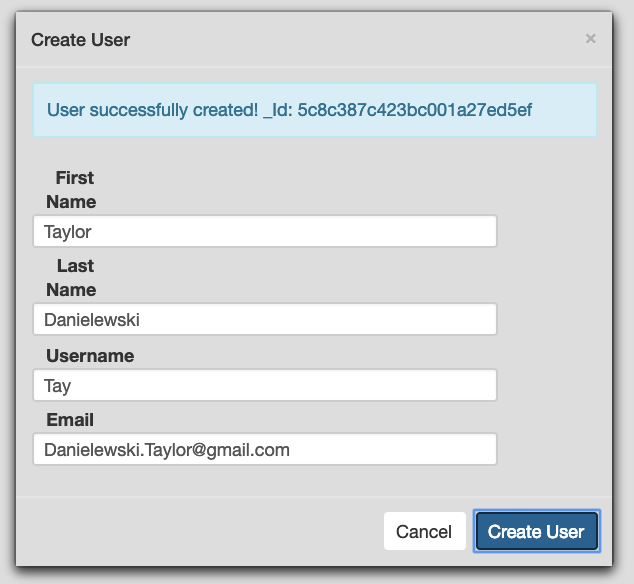 Create User ×
User successfully created! _Id: 5c8c387c423bc001a27ed5ef
First
Name
Taylor
Last
Name
Danielewski
Username
Tay
Email
Danielewski.Taylor@gmail.com
Cancel Create User